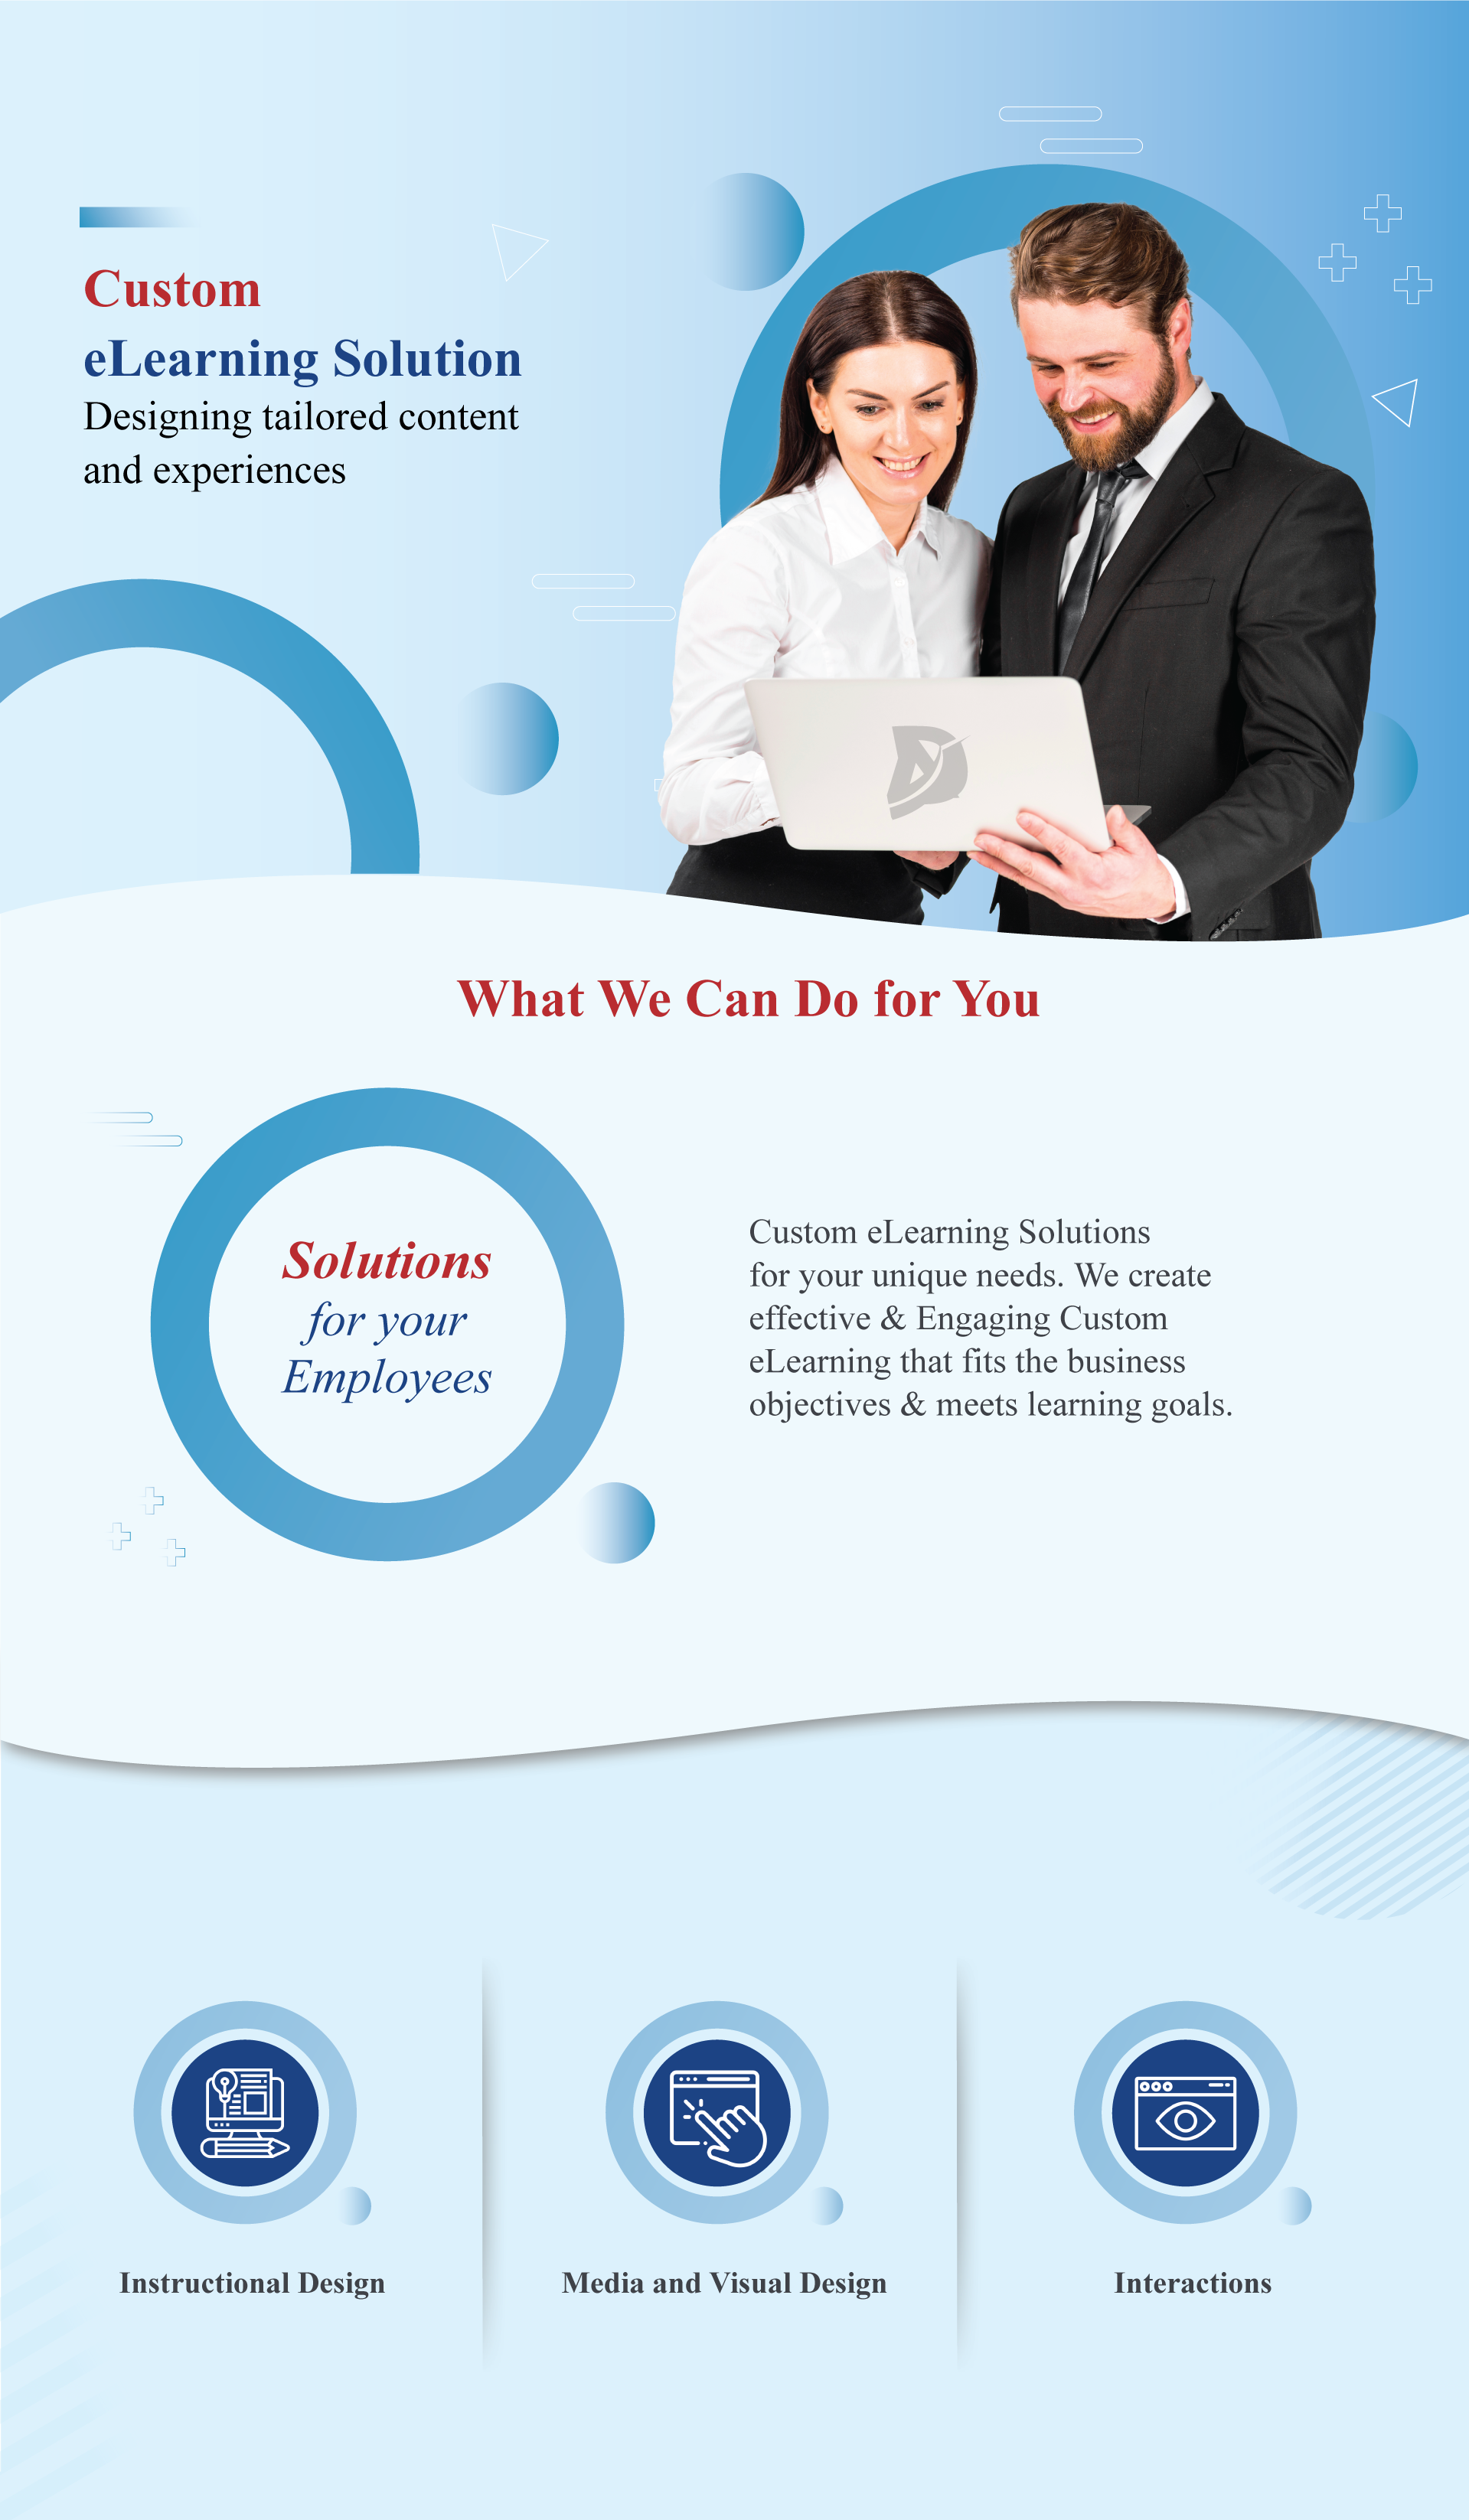 Custom
eLearning Solution
Designing tailored content
and experiences
What We Can Do for You
Solutions
for your
Employees
Custom eLearning Solutions
for your unique needs. We create
effective & Engaging Custom
eLearning that fits the business
objectives & meets learning goals.
Instructional Design
Media and Visual Design
Interactions